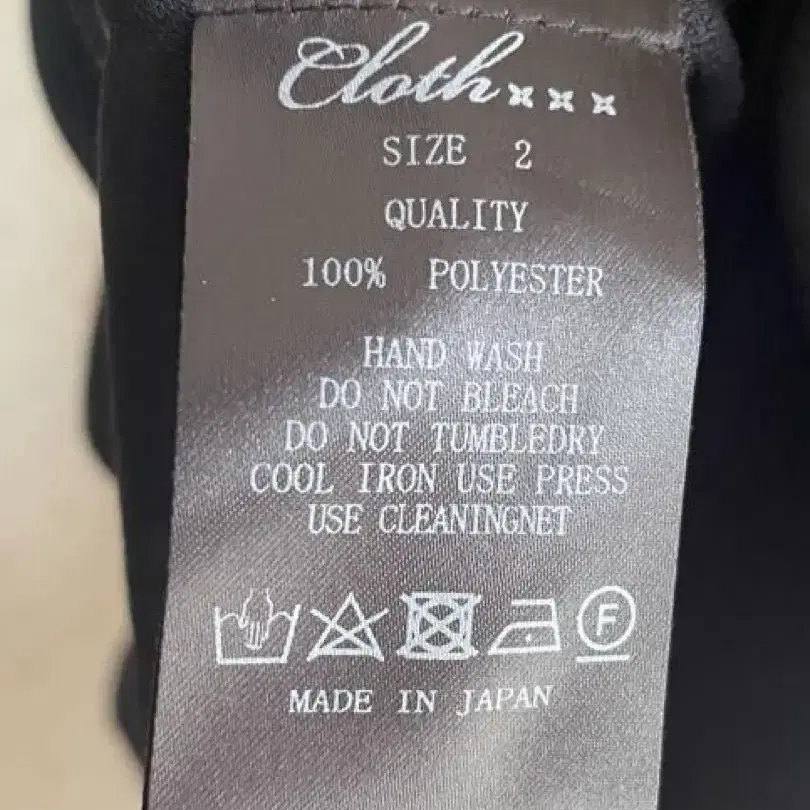 Cloth×××
SIZE 2
QUALITY
100% POLYESTER
HAND WASH
DO NOT BLEACH
DO NOT TUMBLEDRY
COOL IRON USE PRESS
USE CLEANINGNET
F
MADE IN JAPAN